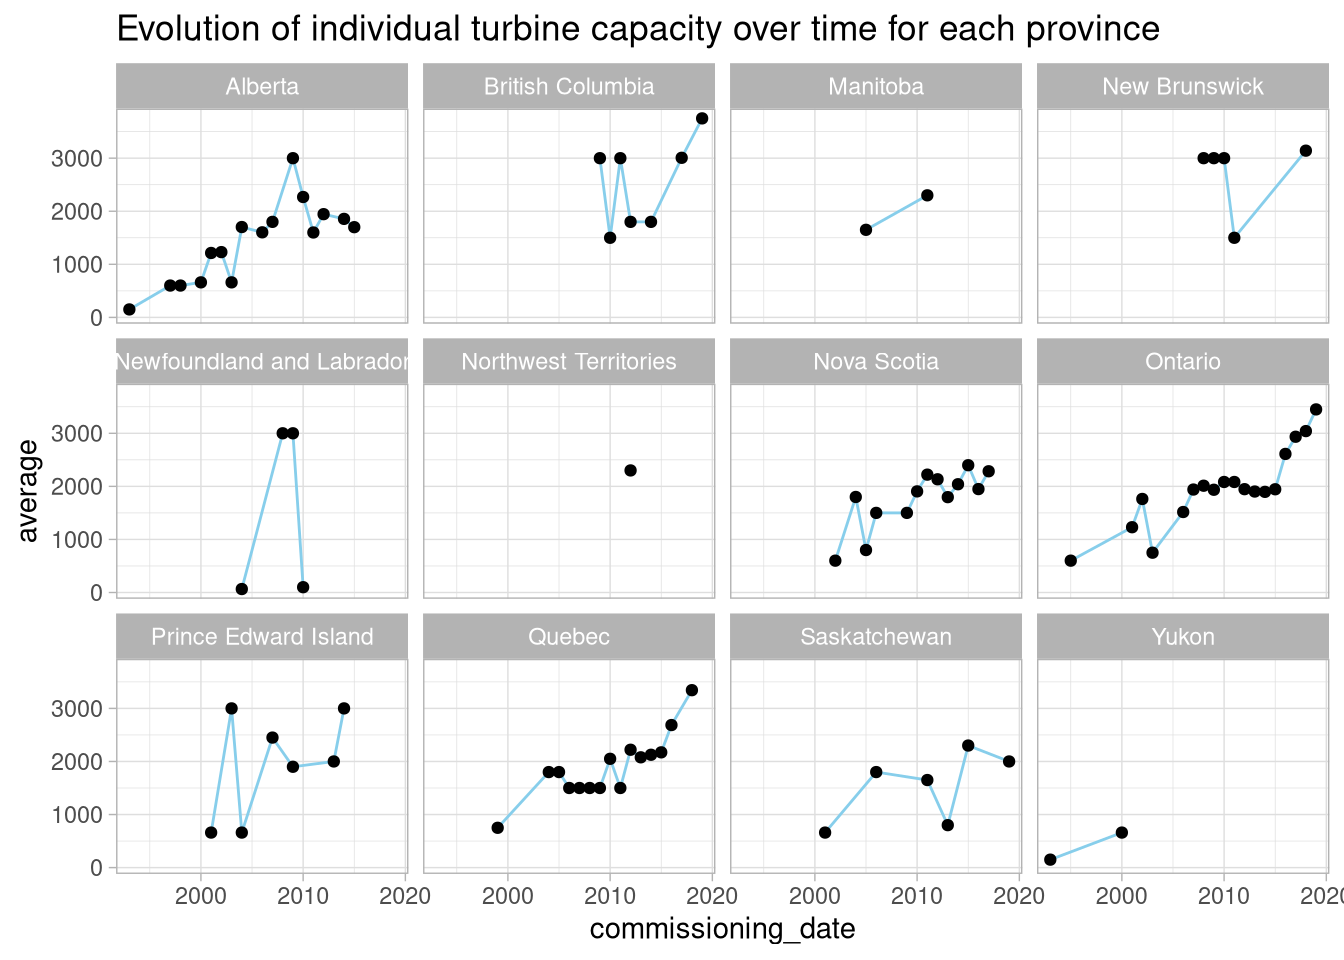 Evolution of individual turbine capacity over time for each province
Alberta
British Columbia
Manitoba
New Brunswick
3000
2000
1000
0
Newfoundland and Labrador
Northwest Territories
Nova Scotia
Ontario
average
3000
2000
1000
0
Prince Edward Island
Quebec
Saskatchewan
Yukon
3000
2000
1000
0
2000 2010 2020 2000 2010 2020 2000 2010 2020 2000 2010 2020
commissioning_date